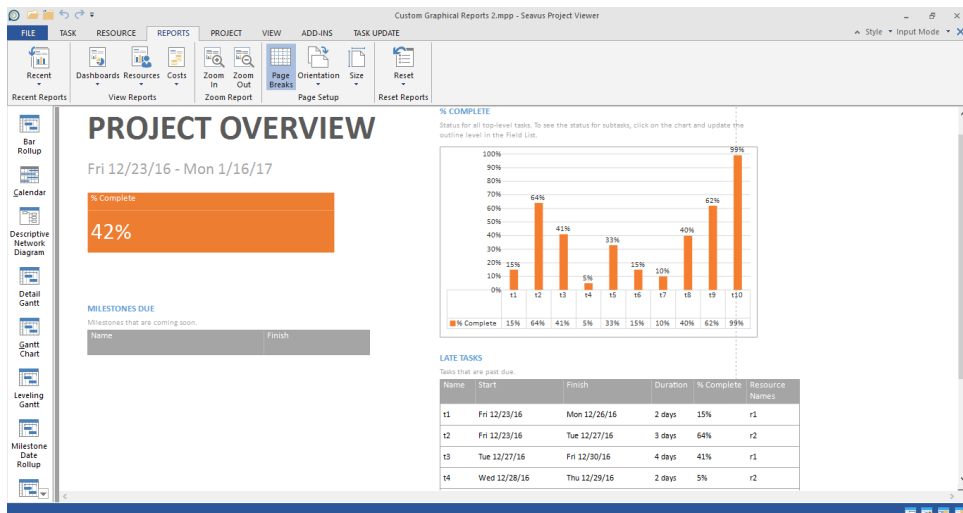 Custom Graphical Reports 2.mpp - Seavus Project Viewer
FILE TASK RESOURCE REPORTS PROJECT VIEW ADD-INS TASK UPDATE
Style Input Mode
Recent
Dashboards Resources Costs
Zoom In
Zoom Out
Page Breaks
Orientation Size
Reset
Recent Reports View Reports Zoom Report Page Setup Reset Reports
Bar Rollup
Calendar
Descriptive Network Diagram
Detail Gantt
Gantt Chart
Leveling Gantt
Milestone Date Rollup
PROJECT OVERVIEW
Fri 12/23/16 - Mon 1/16/17
% Complete
42%
MILESTONES DUE
Milestones that are coming soon.
Name Finish
% COMPLETE
Status for all top-level tasks. To see the status for subtasks, click on the chart and update the
outline level in the Field List.
100%
90%
80%
70%
60%
50%
40%
30%
20%
10%
0%
15% 64% 41% 5% 33% 15% 10% 40% 62% 99%
t1 t2 t3 t4 t5 t6 t7 t8 t9 t10
% Complete 15% 64% 41% 5% 33% 15% 10% 40% 62% 99%
LATE TASKS
Tasks that are past due.
Name Start Finish Duration % Complete Resource Names
t1 Fri 12/23/16 Mon 12/26/16 2 days 15% r1
t2 Fri 12/23/16 Tue 12/27/16 3 days 64% r2
t3 Tue 12/27/16 Fri 12/30/16 4 days 41% r1
t4 Wed 12/28/16 Thu 12/29/16 2 days 5% r2